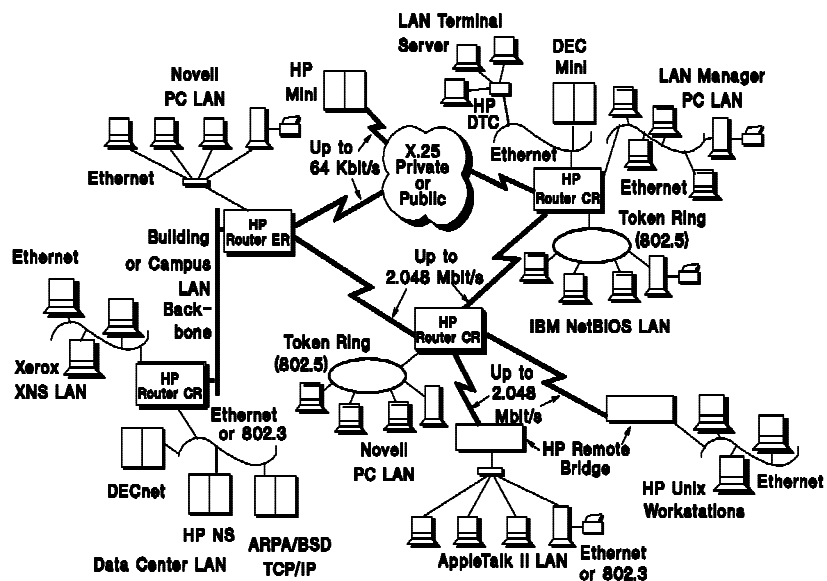 LAN Terminal
Server
DEC
Mini
LAN Manager
PC LAN
Novell
PC LAN
HP
Mini
HP
DTC
Up to
64 Kbit/s
X.25
Private
or
Public
Ethernet
Ethernet
Ethernet
HP
Router CR
HP
Router ER
Token Ring
(802.5)
Building
or Campus
LAN
Back-
bone
Up to
2.048 Mbit/s
Ethernet
HP
Router CR
IBM NetBIOS LAN
Token Ring
(802.5)
Xerox
XNS LAN
HP
Router CR
Up to
2.048
Mbit/s
Ethernet
or 802.3
Novell
PC LAN
HP Remote
Bridge
DECnet
HP Unix
Workatations
Ethernet
HP NS
ARPA/BSD
TCP/IP
Data Center LAN
AppleTalk II LAN
Ethernet
or 802.3